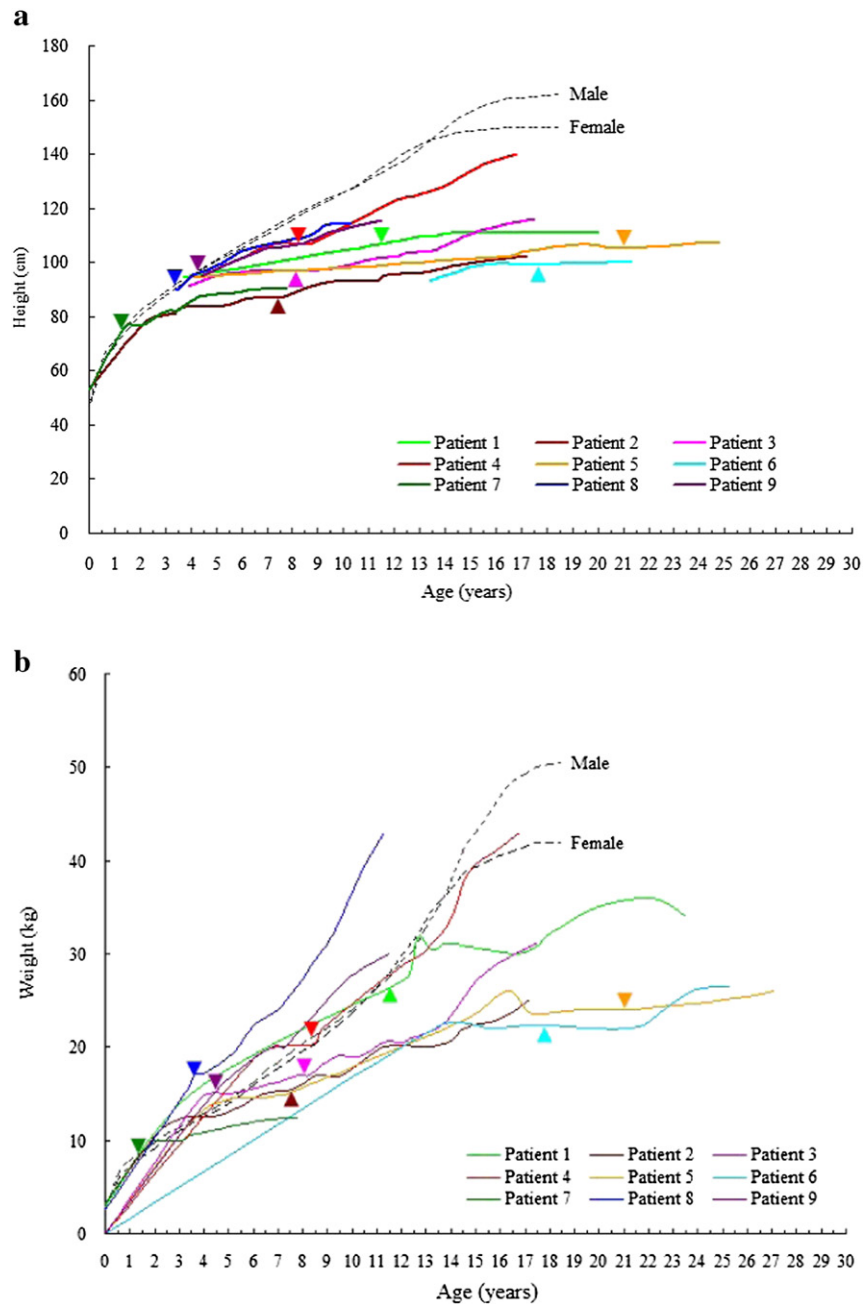 a
180
160
140
120
100
80
60
40
20
0
Height (cm)
Male
Female
Patient 1 Patient 2 Patient 3
Patient 4 Patient 5 Patient 6
Patient 7 Patient 8 Patient 9
0 1 2 3 4 5 6 7 8 9 10 11 12 13 14 15 16 17 18 19 20 21 22 23 24 25 26 27 28 29 30
Age (years)
b
60
50
40
30
20
10
0
Weight (kg)
Male
Female
Patient 1 Patient 2 Patient 3
Patient 4 Patient 5 Patient 6
Patient 7 Patient 8 Patient 9
0 1 2 3 4 5 6 7 8 9 10 11 12 13 14 15 16 17 18 19 20 21 22 23 24 25 26 27 28 29 30
Age (years)